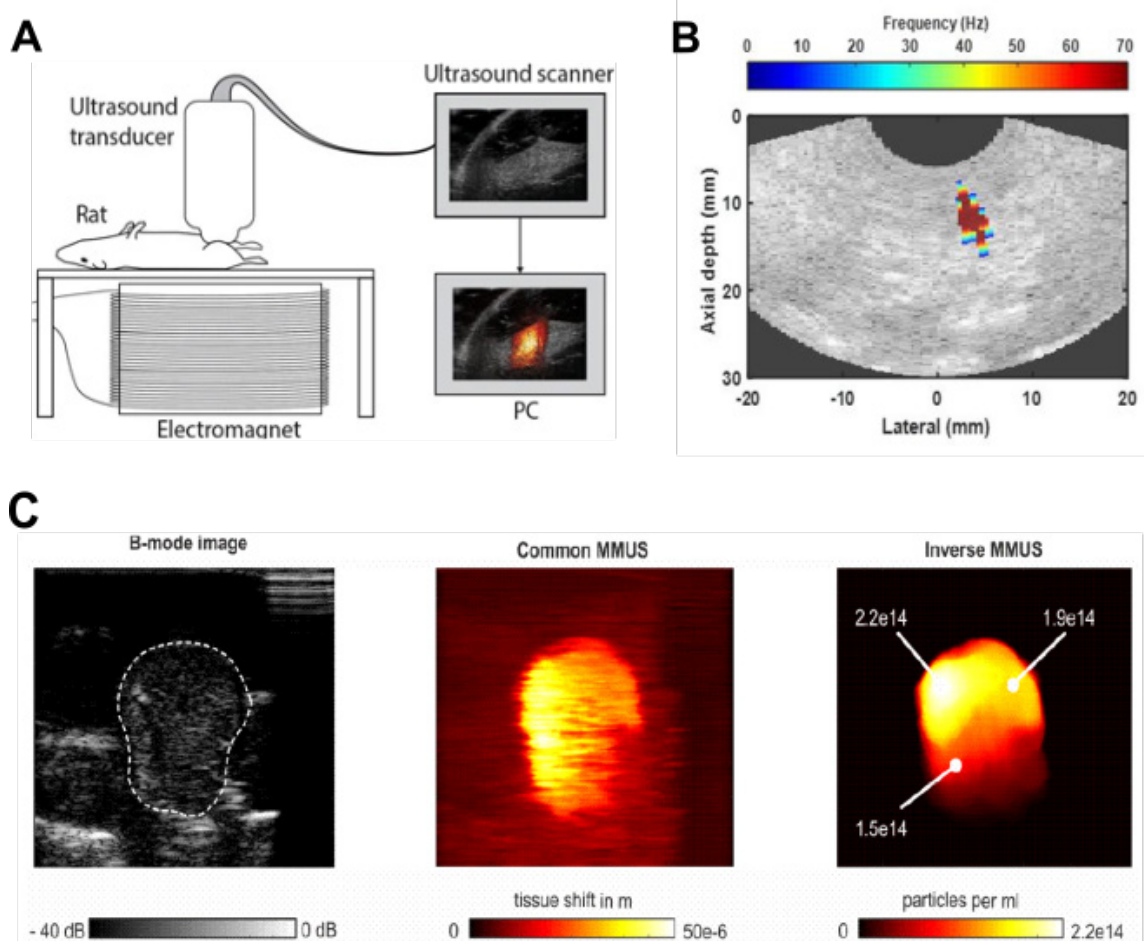 A
Ultrasound scanner
Ultrasound
transducer
Rat
PC
Electromagnet
B
Frequency (Hz)
0 10 20 30 40 50 60 70
0
10
20
30
Axial depth (mm)
-20 -10 0 10 20
Lateral (mm)
C
B-mode image
Common MMUS
Inverse MMUS
2.2e14
1.9e14
1.5e14
- 40 dB 0 dB
tissue shift in m
0 50e-6
particles per ml
0 2.2e14